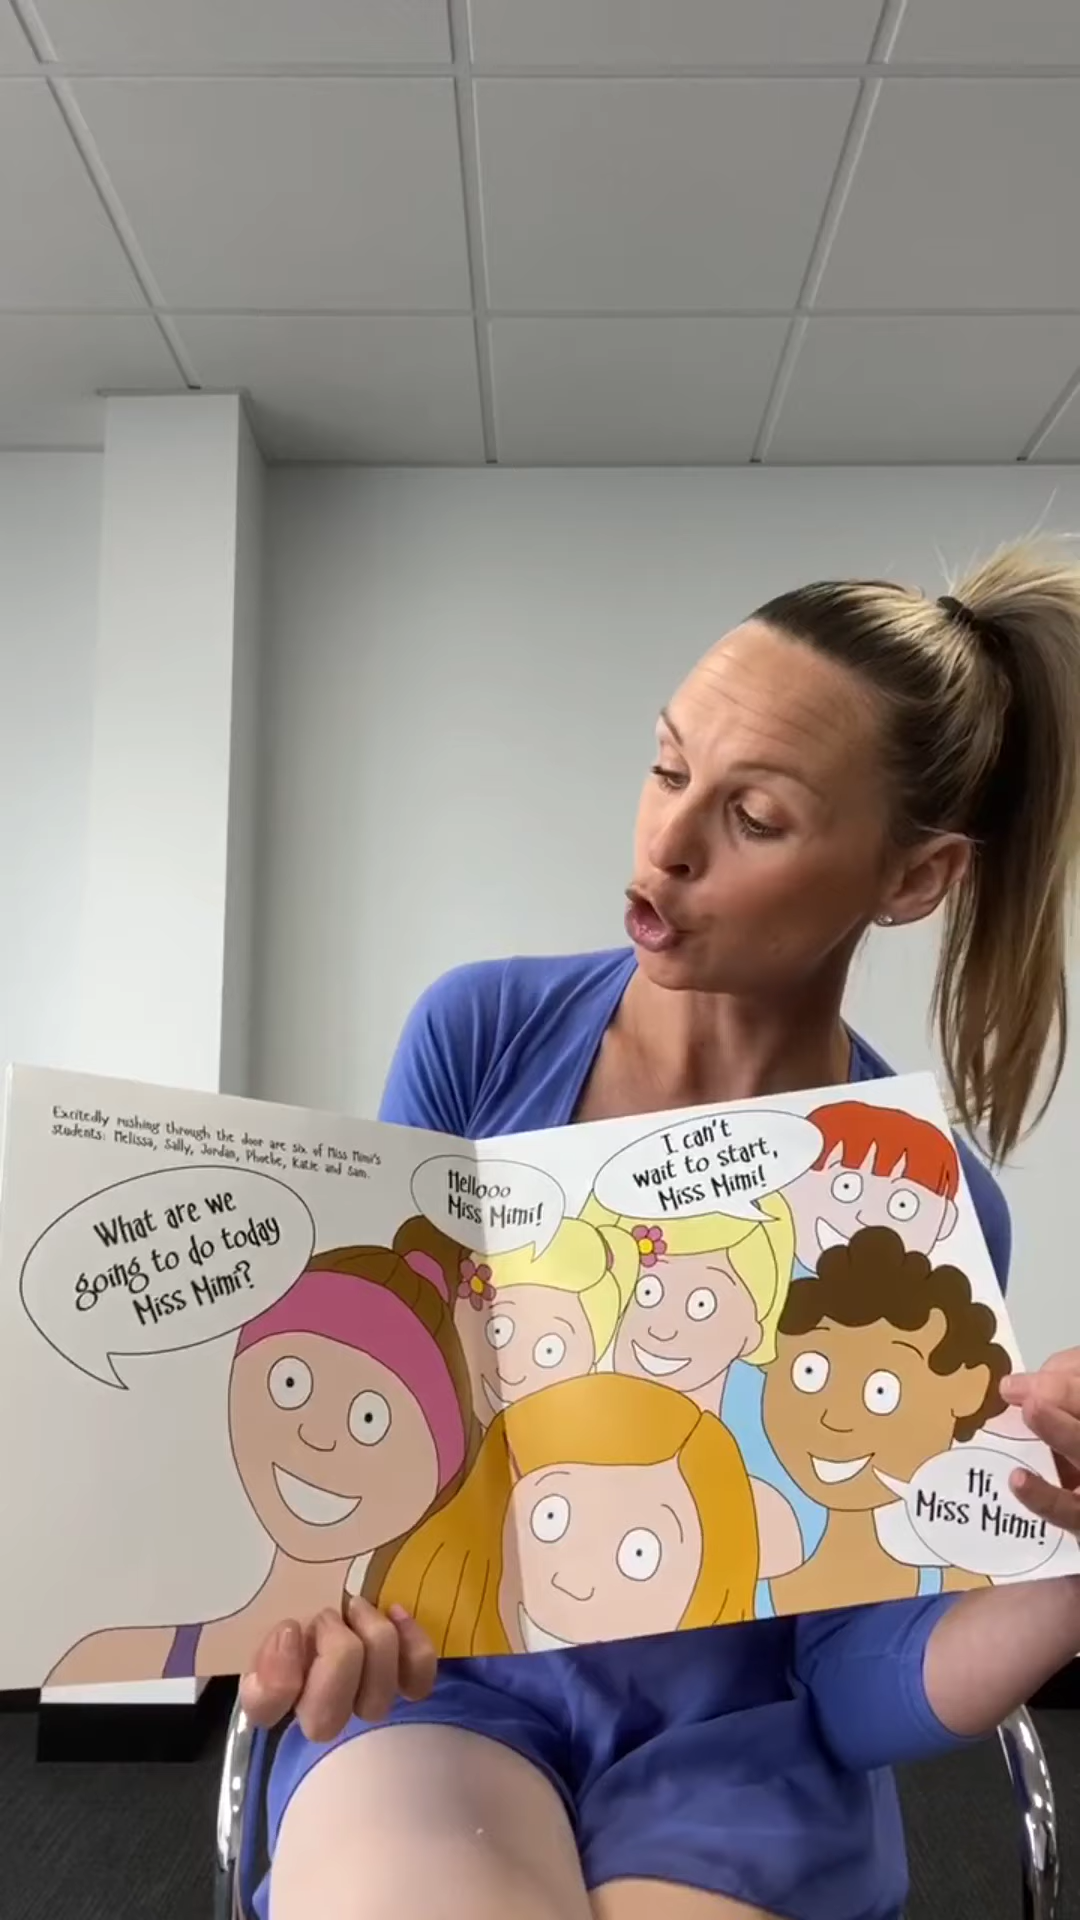 Excitedly rushing through the door are six of Miss Mimi's
students: Melissa, Sally, Jordan, Phoebe, Katie and Sam.
What are we
going to do today
Miss Mimi?
Hellooo
Miss Mimi!
I can't
wait to start,
Miss Mimi!
Hi,
Miss Mimi!